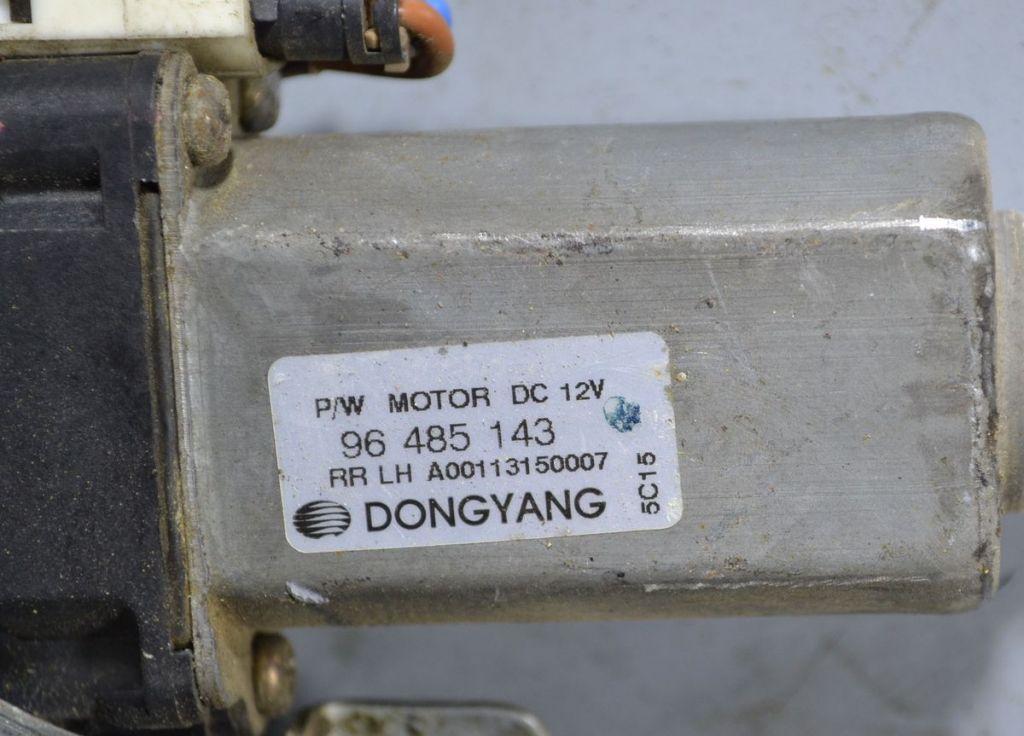 P/W MOTOR DC 12V
96 485 143
RR LH A00113150007
DONGYANG
5C15